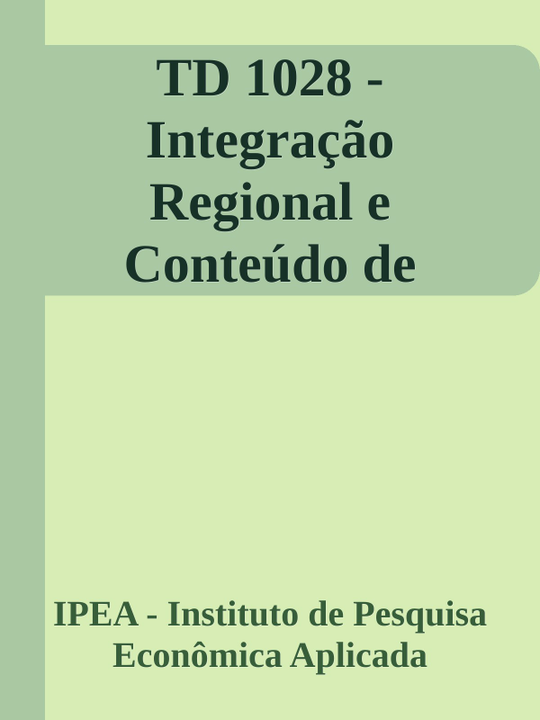 TD 1028 -
Integração
Regional e
Conteúdo de
IPEA - Instituto de Pesquisa
Econômica Aplicada